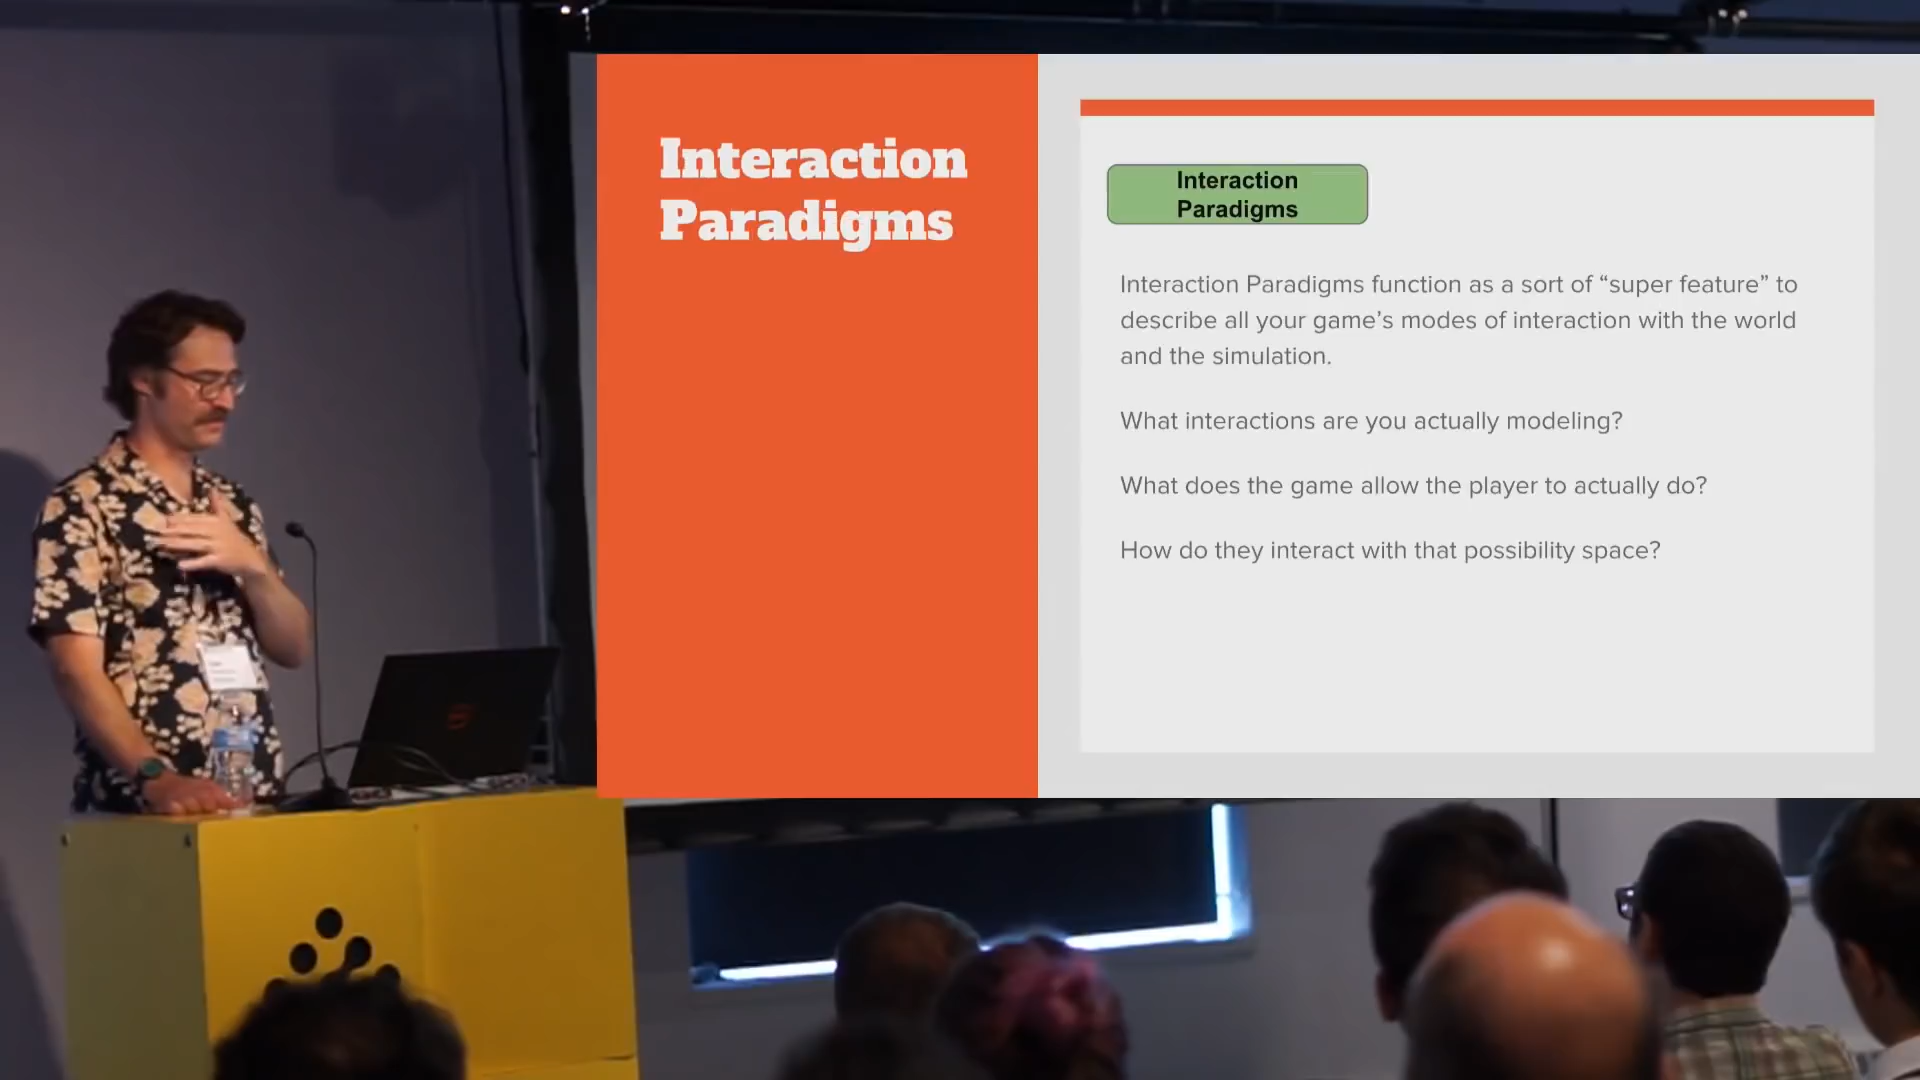 Interaction
Paradigms
Interaction
Paradigms
Interaction Paradigms function as a sort of “super feature” to
describe all your game’s modes of interaction with the world
and the simulation.
What interactions are you actually modeling?
What does the game allow the player to actually do?
How do they interact with that possibility space?